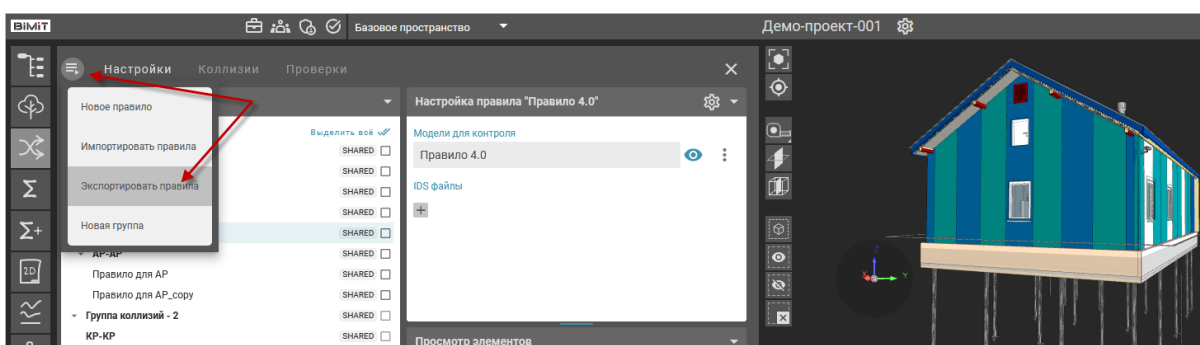 BIMIT
Базовое пространство
Демо-проект-001
Настройки Коллизии Проверки
Новое правило
Импортировать правила
Экспортировать правила
Новая группа
Выделить всё
SHARED
SHARED
SHARED
SHARED
SHARED
АР-АР SHARED
Правило для АР SHARED
Правило для АР_copy SHARED
Группа коллизий - 2 SHARED
КР-КР SHARED
Настройка правила "Правило 4.0"
Модели для контроля
Правило 4.0
IDS файлы
Просмотр элементов
2D
Z
X
Y